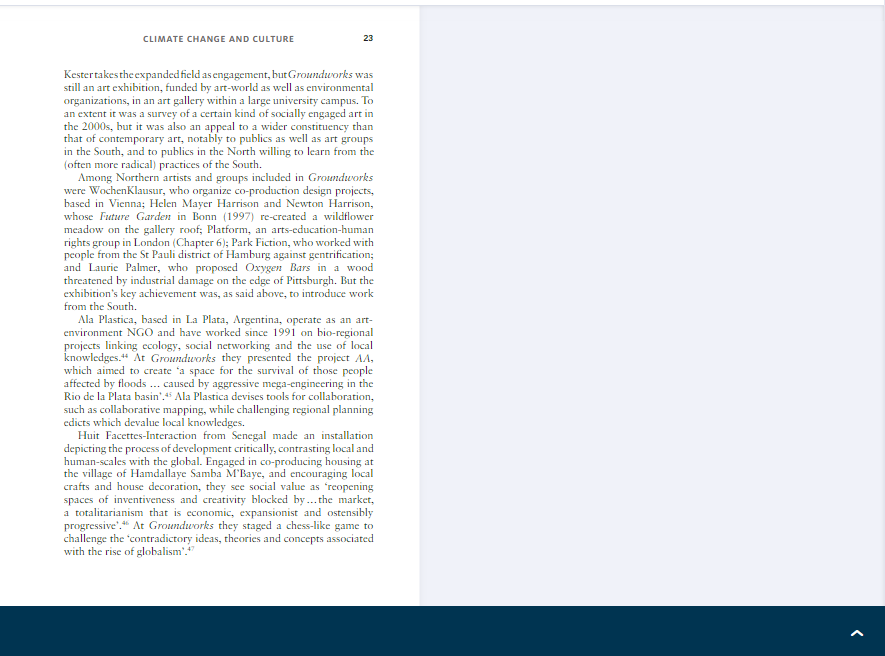 CLIMATE CHANGE AND CULTURE 23
Kester takes the expanded field as engagement, but Groundworks was
still an art exhibition, funded by art-world as well as environmental
organizations, in an art gallery within a large university campus. To
an extent it was a survey of a certain kind of socially engaged art in
the 2000s, but it was also an appeal to a wider constituency than
that of contemporary art, notably to publics as well as art groups
in the South, and to publics in the North willing to learn from the
(often more radical) practices of the South.
Among Northern artists and groups included in Groundworks
were WochenKlausur, who organize co-production design projects,
based in Vienna; Helen Mayer Harrison and Newton Harrison,
whose Future Garden in Bonn (1997) re-created a wildflower
meadow on the gallery roof; Platform, an arts-education-human
rights group in London (Chapter 6); Park Fiction, who worked with
people from the St Pauli district of Hamburg against gentrification;
and Laurie Palmer, who proposed Oxygen Bars in a wood
threatened by industrial damage on the edge of Pittsburgh. But the
exhibition's key achievement was, as said above, to introduce work
from the South.
Ala Plastica, based in La Plata, Argentina, operate as an art-
environment NGO and have worked since 1991 on bio-regional
projects linking ecology, social networking and the use of local
knowledges.44 At Groundworks they presented the project AA,
which aimed to create 'a space for the survival of those people
affected by floods ... caused by aggressive mega-engineering in the
Rio de la Plata basin'.45 Ala Plastica devises tools for collaboration,
such as collaborative mapping, while challenging regional planning
edicts which devalue local knowledges.
Huit Facettes-Interaction from Senegal made an installation
depicting the process of development critically, contrasting local and
human-scales with the global. Engaged in co-producing housing at
the village of Hamdallaye Samba M'Baye, and encouraging local
crafts and house decoration, they see social value as 'reopening
spaces of inventiveness and creativity blocked by ... the market,
a totalitarianism that is economic, expansionist and ostensibly
progressive'.46 At Groundworks they staged a chess-like game to
challenge the 'contradictory ideas, theories and concepts associated
with the rise of globalism'.47